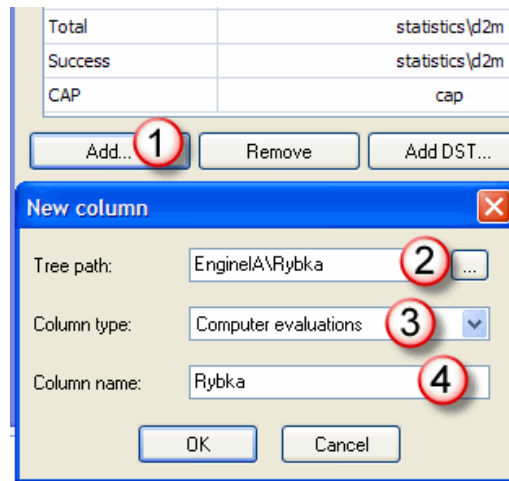 Total statistics\d2m
Success statistics\d2m
CAP cap
Add... 1 Remove Add DST...
New column
Tree path: EngineIA\Rybka 2 ...
Column type: Computer evaluations 3
Column name: Rybka 4
OK Cancel